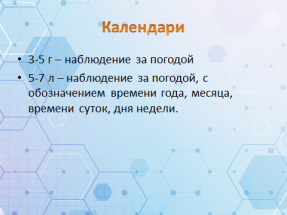 Календари
• 3-5 г – наблюдение за погодой
• 5-7 л – наблюдение за погодой, с
обозначением времени года, месяца,
времени суток, дня недели.